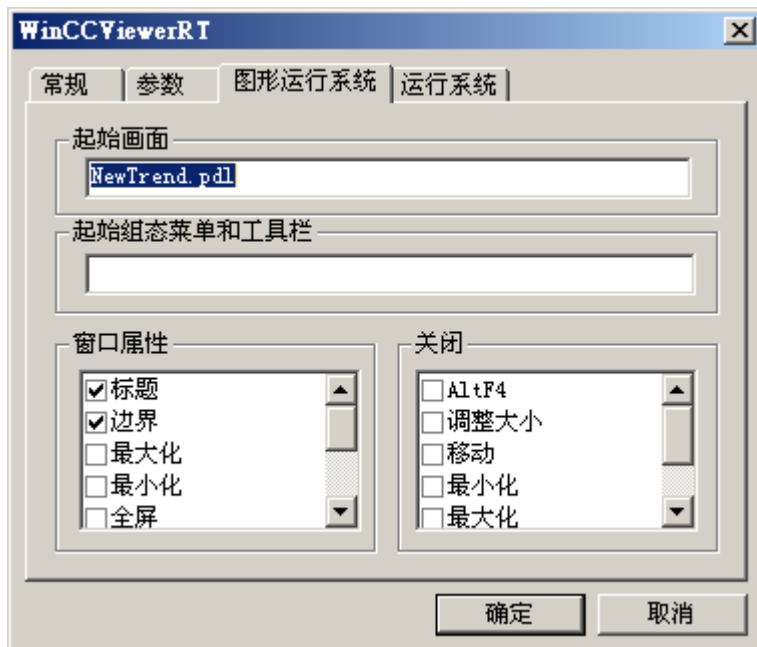 WinCCViewerRT
常规 参数 图形运行系统 运行系统
起始画面
NewTrend.pdl
起始组态菜单和工具栏
窗口属性
标题
边界
最大化
最小化
全屏
关闭
AltF4
调整大小
移动
最小化
最大化
确定 取消